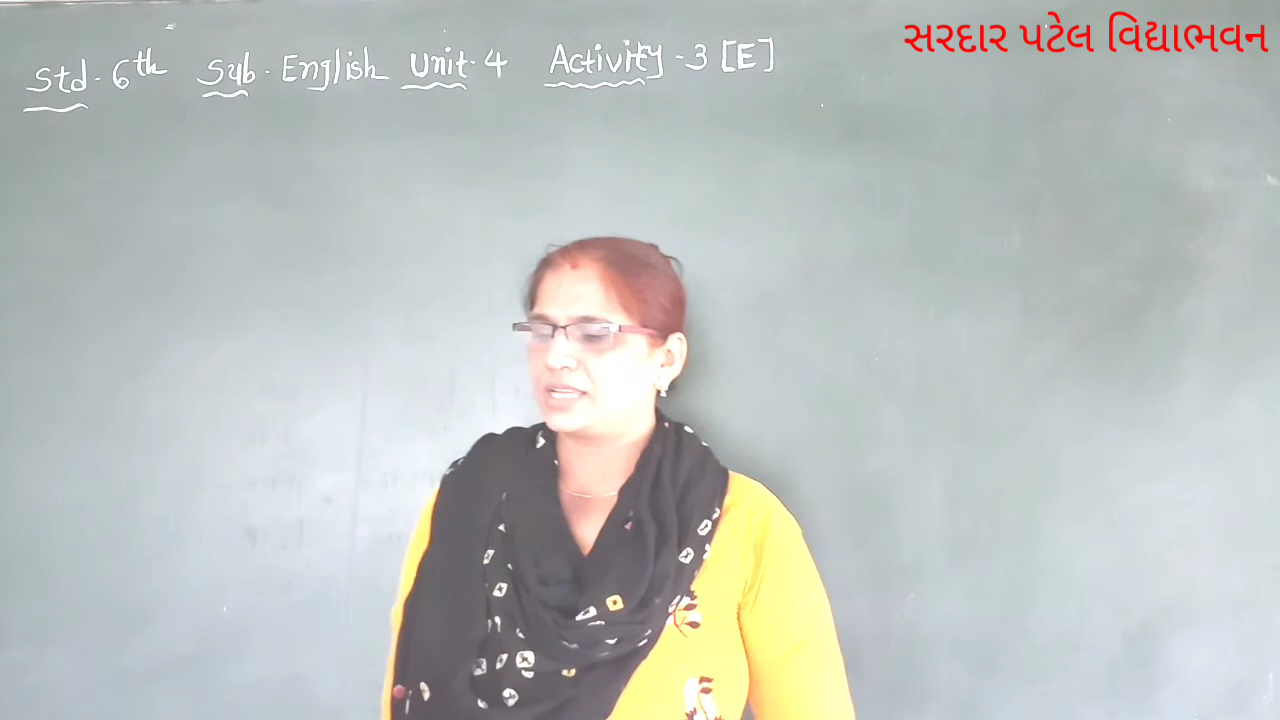 સરદાર પટેલ વિદ્યાભવન
Std. 6th Sub. English Unit. 4 Activity - 3 [E]